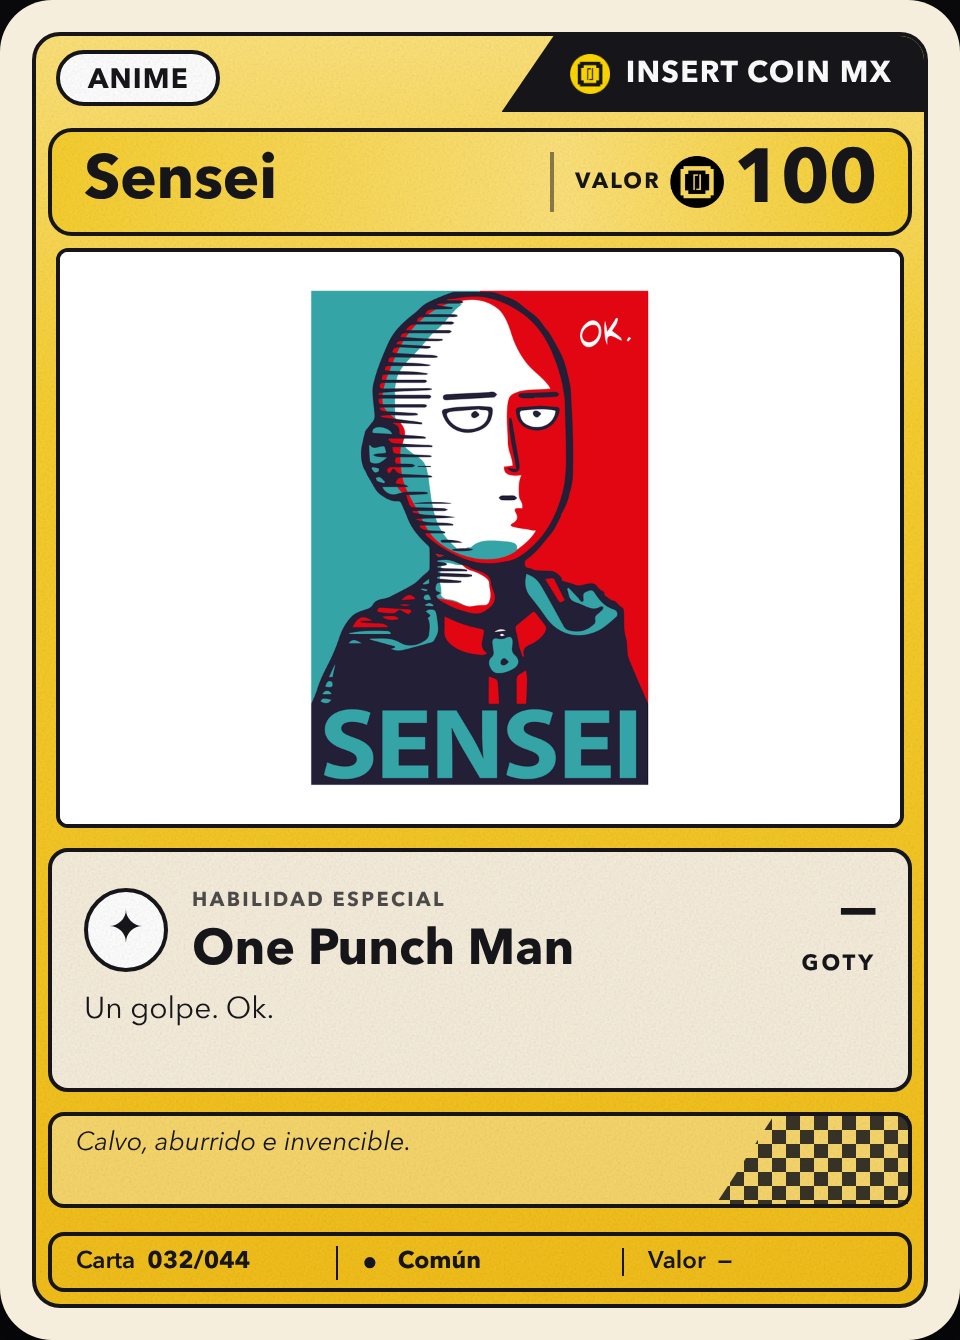 ANIME
INSERT COIN MX
Sensei
VALOR 100
OK.
SENSEI
HABILIDAD ESPECIAL
One Punch Man
–
GOTY
Un golpe. Ok.
Calvo, aburrido e invencible.
Carta 032/044
• Común
Valor –